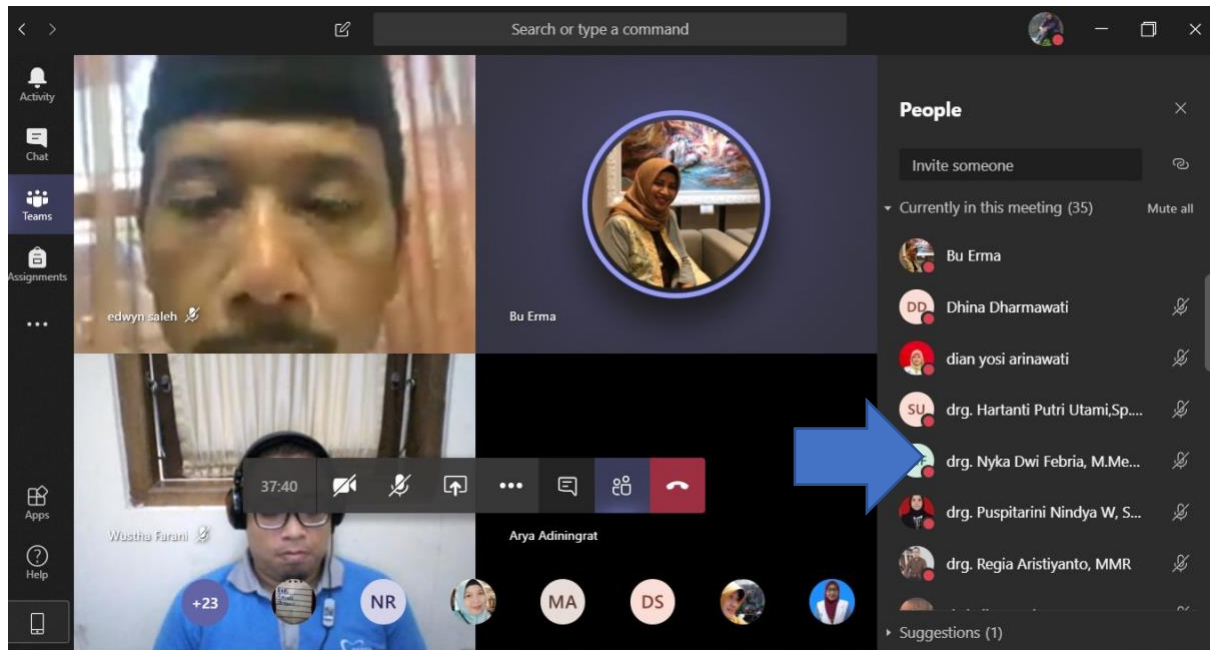 Search or type a command
Activity
Chat
Teams
Assignments
Apps
Help
edwyn saleh
Bu Erma
37:40
Wustha Farani
Arya Adiningrat
+23
NR
MA
DS
People
Invite someone
Currently in this meeting (35)
Mute all
Bu Erma
DD
Dhina Dharmawati
dian yosi arinawati
SU
drg. Hartanti Putri Utami,Sp....
drg. Nyka Dwi Febria, M.Me...
drg. Puspitarini Nindya W, S...
drg. Regia Aristiyanto, MMR
Suggestions (1)